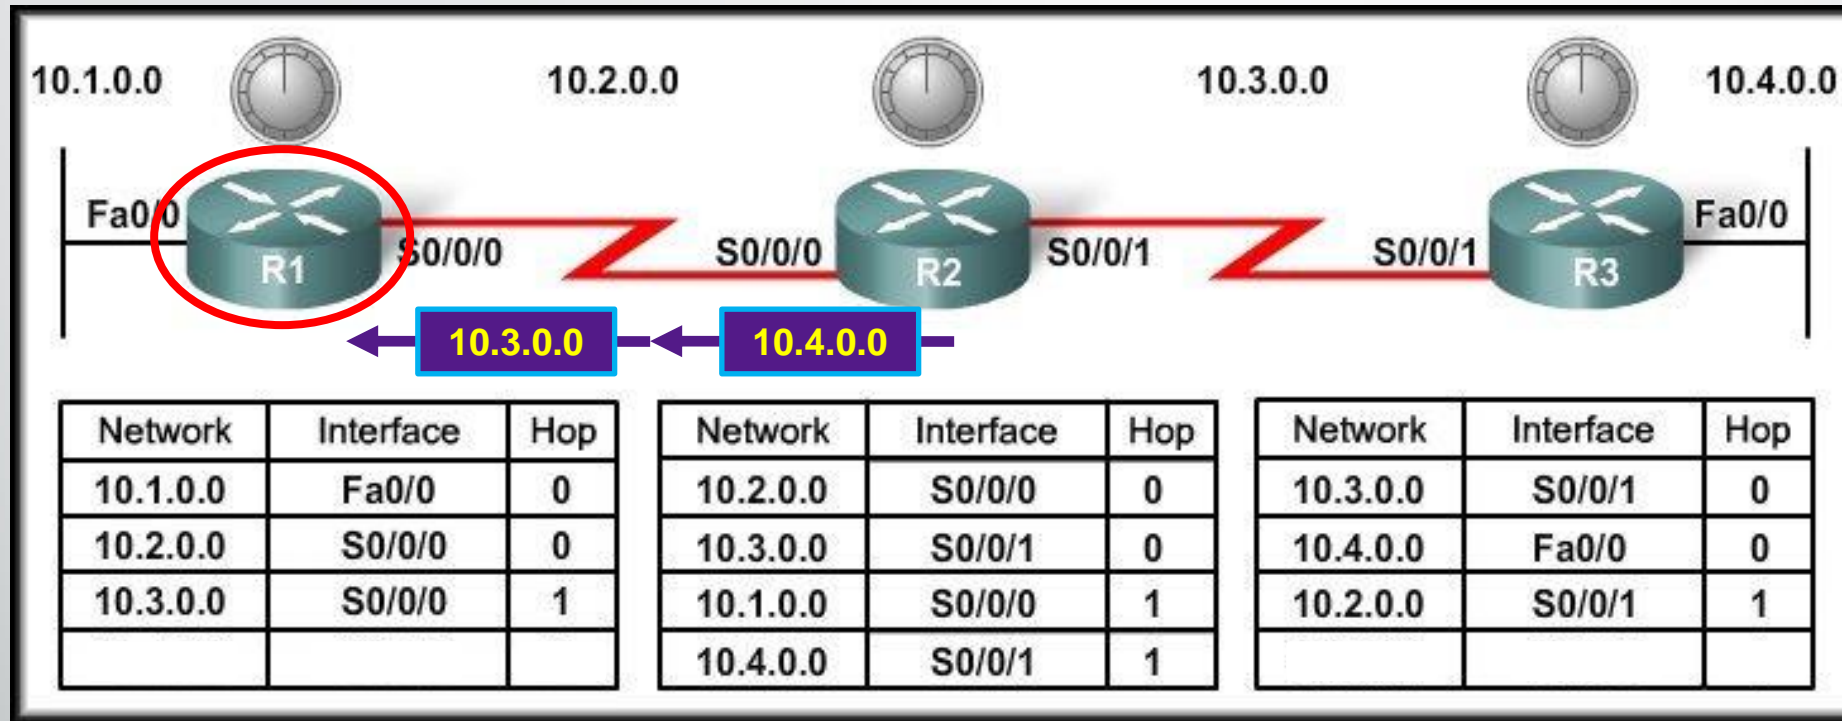 10.1.0.0 10.2.0.0 10.3.0.0 10.4.0.0
Fa0/0 Fa0/0
S0/0/0 S0/0/0 S0/0/1 S0/0/1
R1 R2 R3
10.3.0.0 10.4.0.0
Network Interface Hop Network Interface Hop Network Interface Hop
10.1.0.0 Fa0/0 0 10.2.0.0 S0/0/0 0 10.3.0.0 S0/0/1 0
10.2.0.0 S0/0/0 0 10.3.0.0 S0/0/1 0 10.4.0.0 Fa0/0 0
10.3.0.0 S0/0/0 1 10.1.0.0 S0/0/0 1 10.2.0.0 S0/0/1 1
10.4.0.0 S0/0/1 1